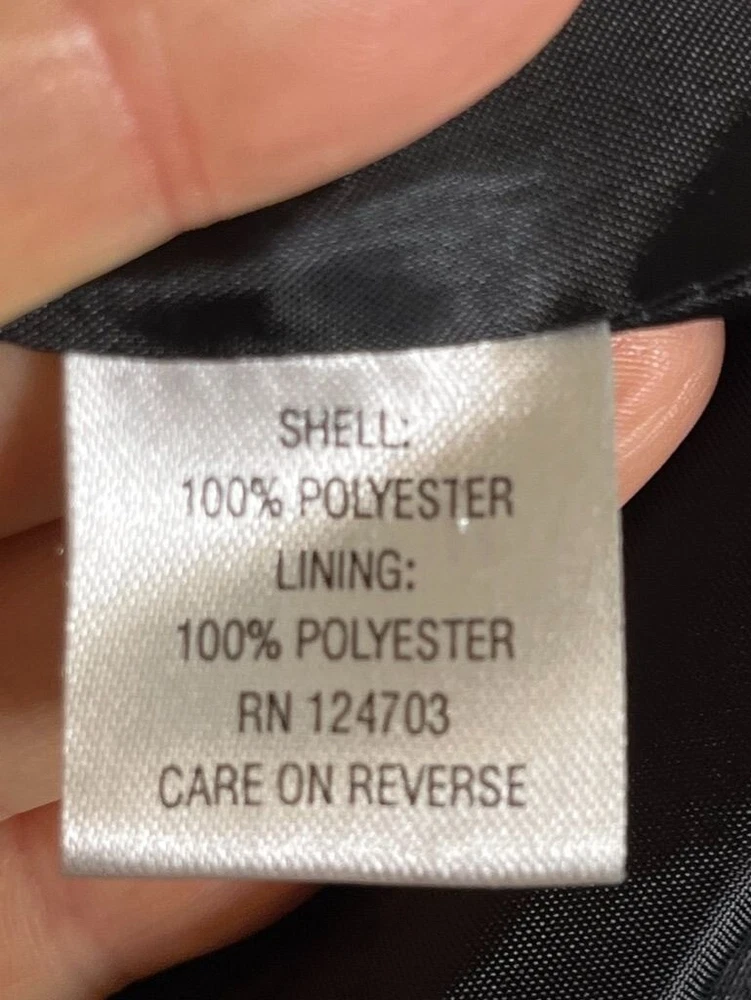 SHELL:
100% POLYESTER
LINING:
100% POLYESTER
RN 124703
CARE ON REVERSE